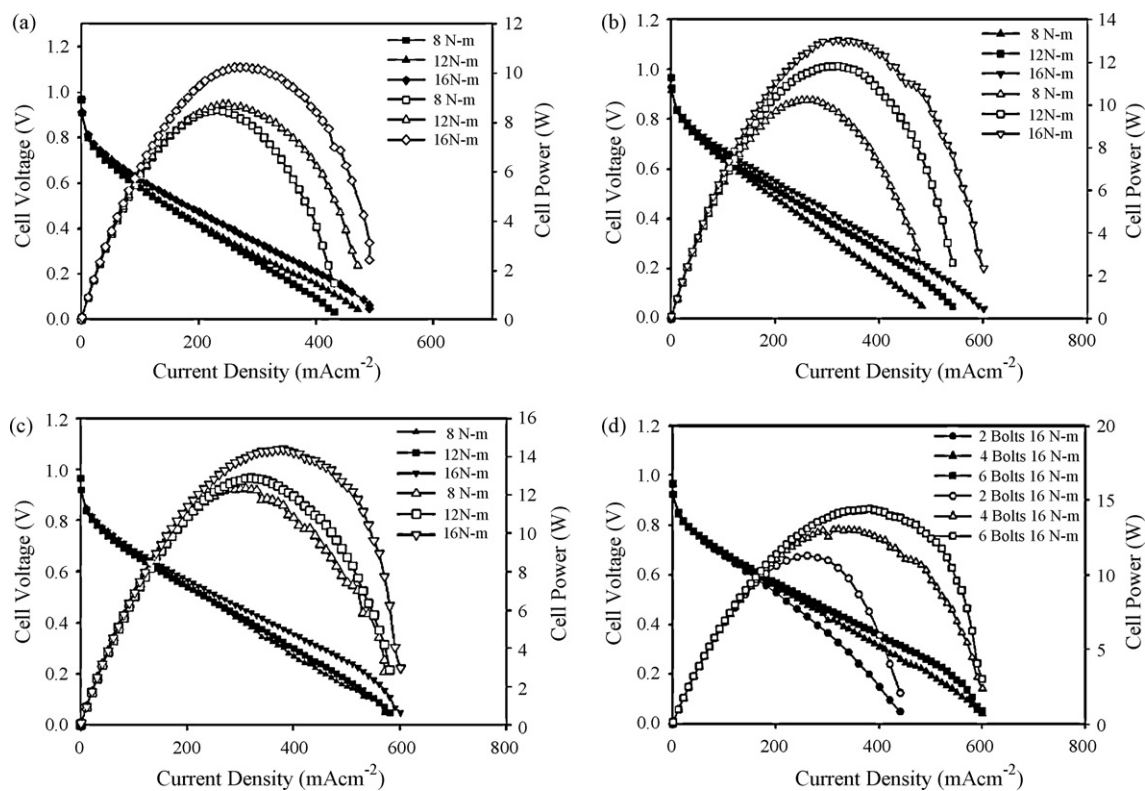 (a)
1.2
1.0
0.8
0.6
0.4
0.2
0.0
Cell Voltage (V)
0 200 400 600
Current Density (mAcm⁻²)
12
10
8
6
4
2
0
Cell Power (W)
8 N-m
12N-m
16N-m
8 N-m
12N-m
16N-m
(b)
1.2
1.0
0.8
0.6
0.4
0.2
0.0
Cell Voltage (V)
0 200 400 600 800
Current Density (mAcm⁻²)
14
12
10
8
6
4
2
0
Cell Power (W)
8 N-m
12N-m
16N-m
8 N-m
12N-m
16N-m
(c)
1.2
1.0
0.8
0.6
0.4
0.2
0.0
Cell Voltage (V)
0 200 400 600 800
Current Density (mAcm⁻²)
16
14
12
10
8
6
4
2
0
Cell Power (W)
8 N-m
12N-m
16N-m
8 N-m
12N-m
16N-m
(d)
1.2
1.0
0.8
0.6
0.4
0.2
0.0
Cell Voltage (V)
0 200 400 600 800
Current Density (mAcm⁻²)
20
15
10
5
0
Cell Power (W)
2 Bolts 16 N-m
4 Bolts 16 N-m
6 Bolts 16 N-m
2 Bolts 16 N-m
4 Bolts 16 N-m
6 Bolts 16 N-m